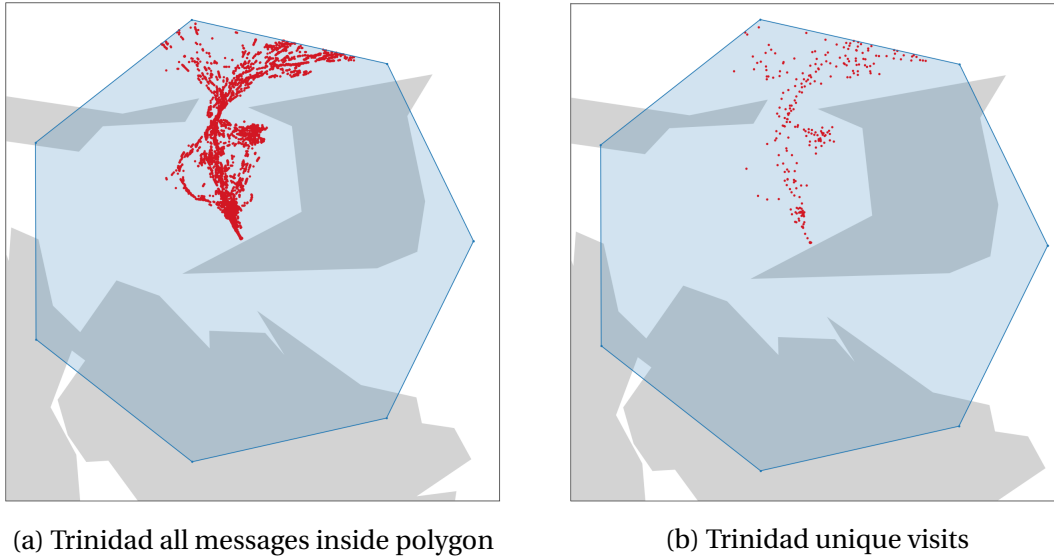 (a) Trinidad all messages inside polygon
(b) Trinidad unique visits